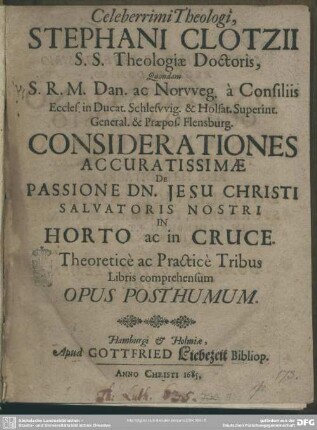 Celeberrimi Theologi,
STEPHANI CLOTZII
S. S. Theologiæ Doctoris,
Quondam
S. R. M. Dan. ac Norvveg. à Consiliis
Eccles. in Ducat. Schlesvvig. & Holsat. Superint.
General. & Præpos. Flensburg.
CONSIDERATIONES
ACCURATISSIMÆ
DE
PASSIONE DN. JESU CHRISTI
SALVATORIS NOSTRI
IN
HORTO ac in CRUCE.
Theoreticè ac Practicè Tribus
Libris comprehensum
OPUS POSTHUMUM.
Hamburgi & Holmiæ,
Apud GOTTFRIED Liebezeit Bibliop.
ANNO CHRISTI 1685.